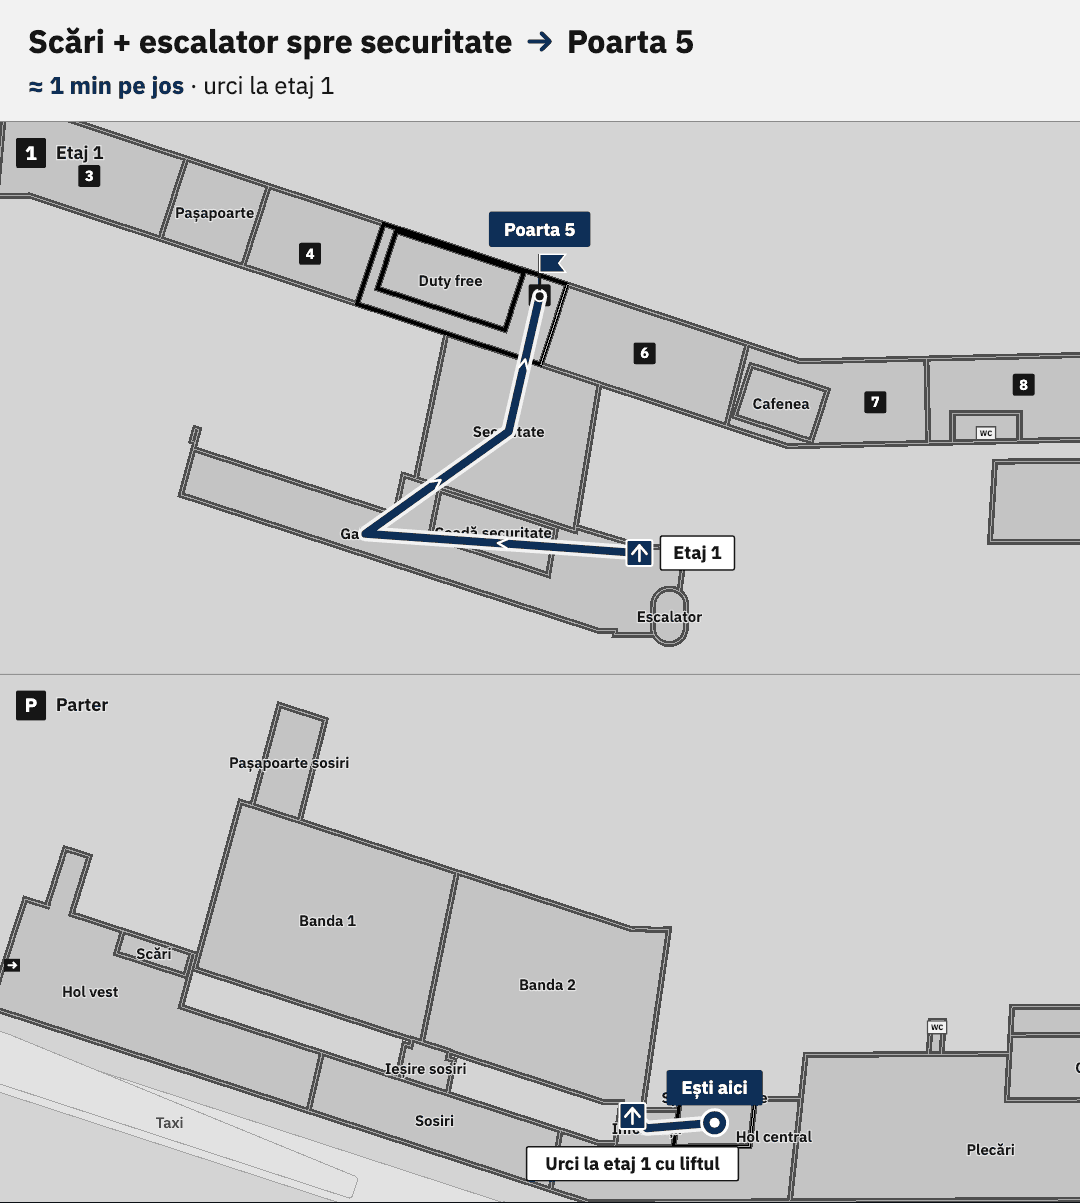 Scări + escalator spre securitate → Poarta 5
≈ 1 min pe jos · urci la etaj 1
1 Etaj 1
3
Pașapoarte
4
Duty free
Poarta 5
6
Cafenea
7
8
WC
Coadă securitate
Etaj 1
Escalator
P Parter
Pașapoarte sosiri
Banda 1
Banda 2
Scări
Hol vest
Ieșire sosiri
Sosiri
Taxi
Ești aici
Hol central
Urci la etaj 1 cu liftul
WC
Plecări